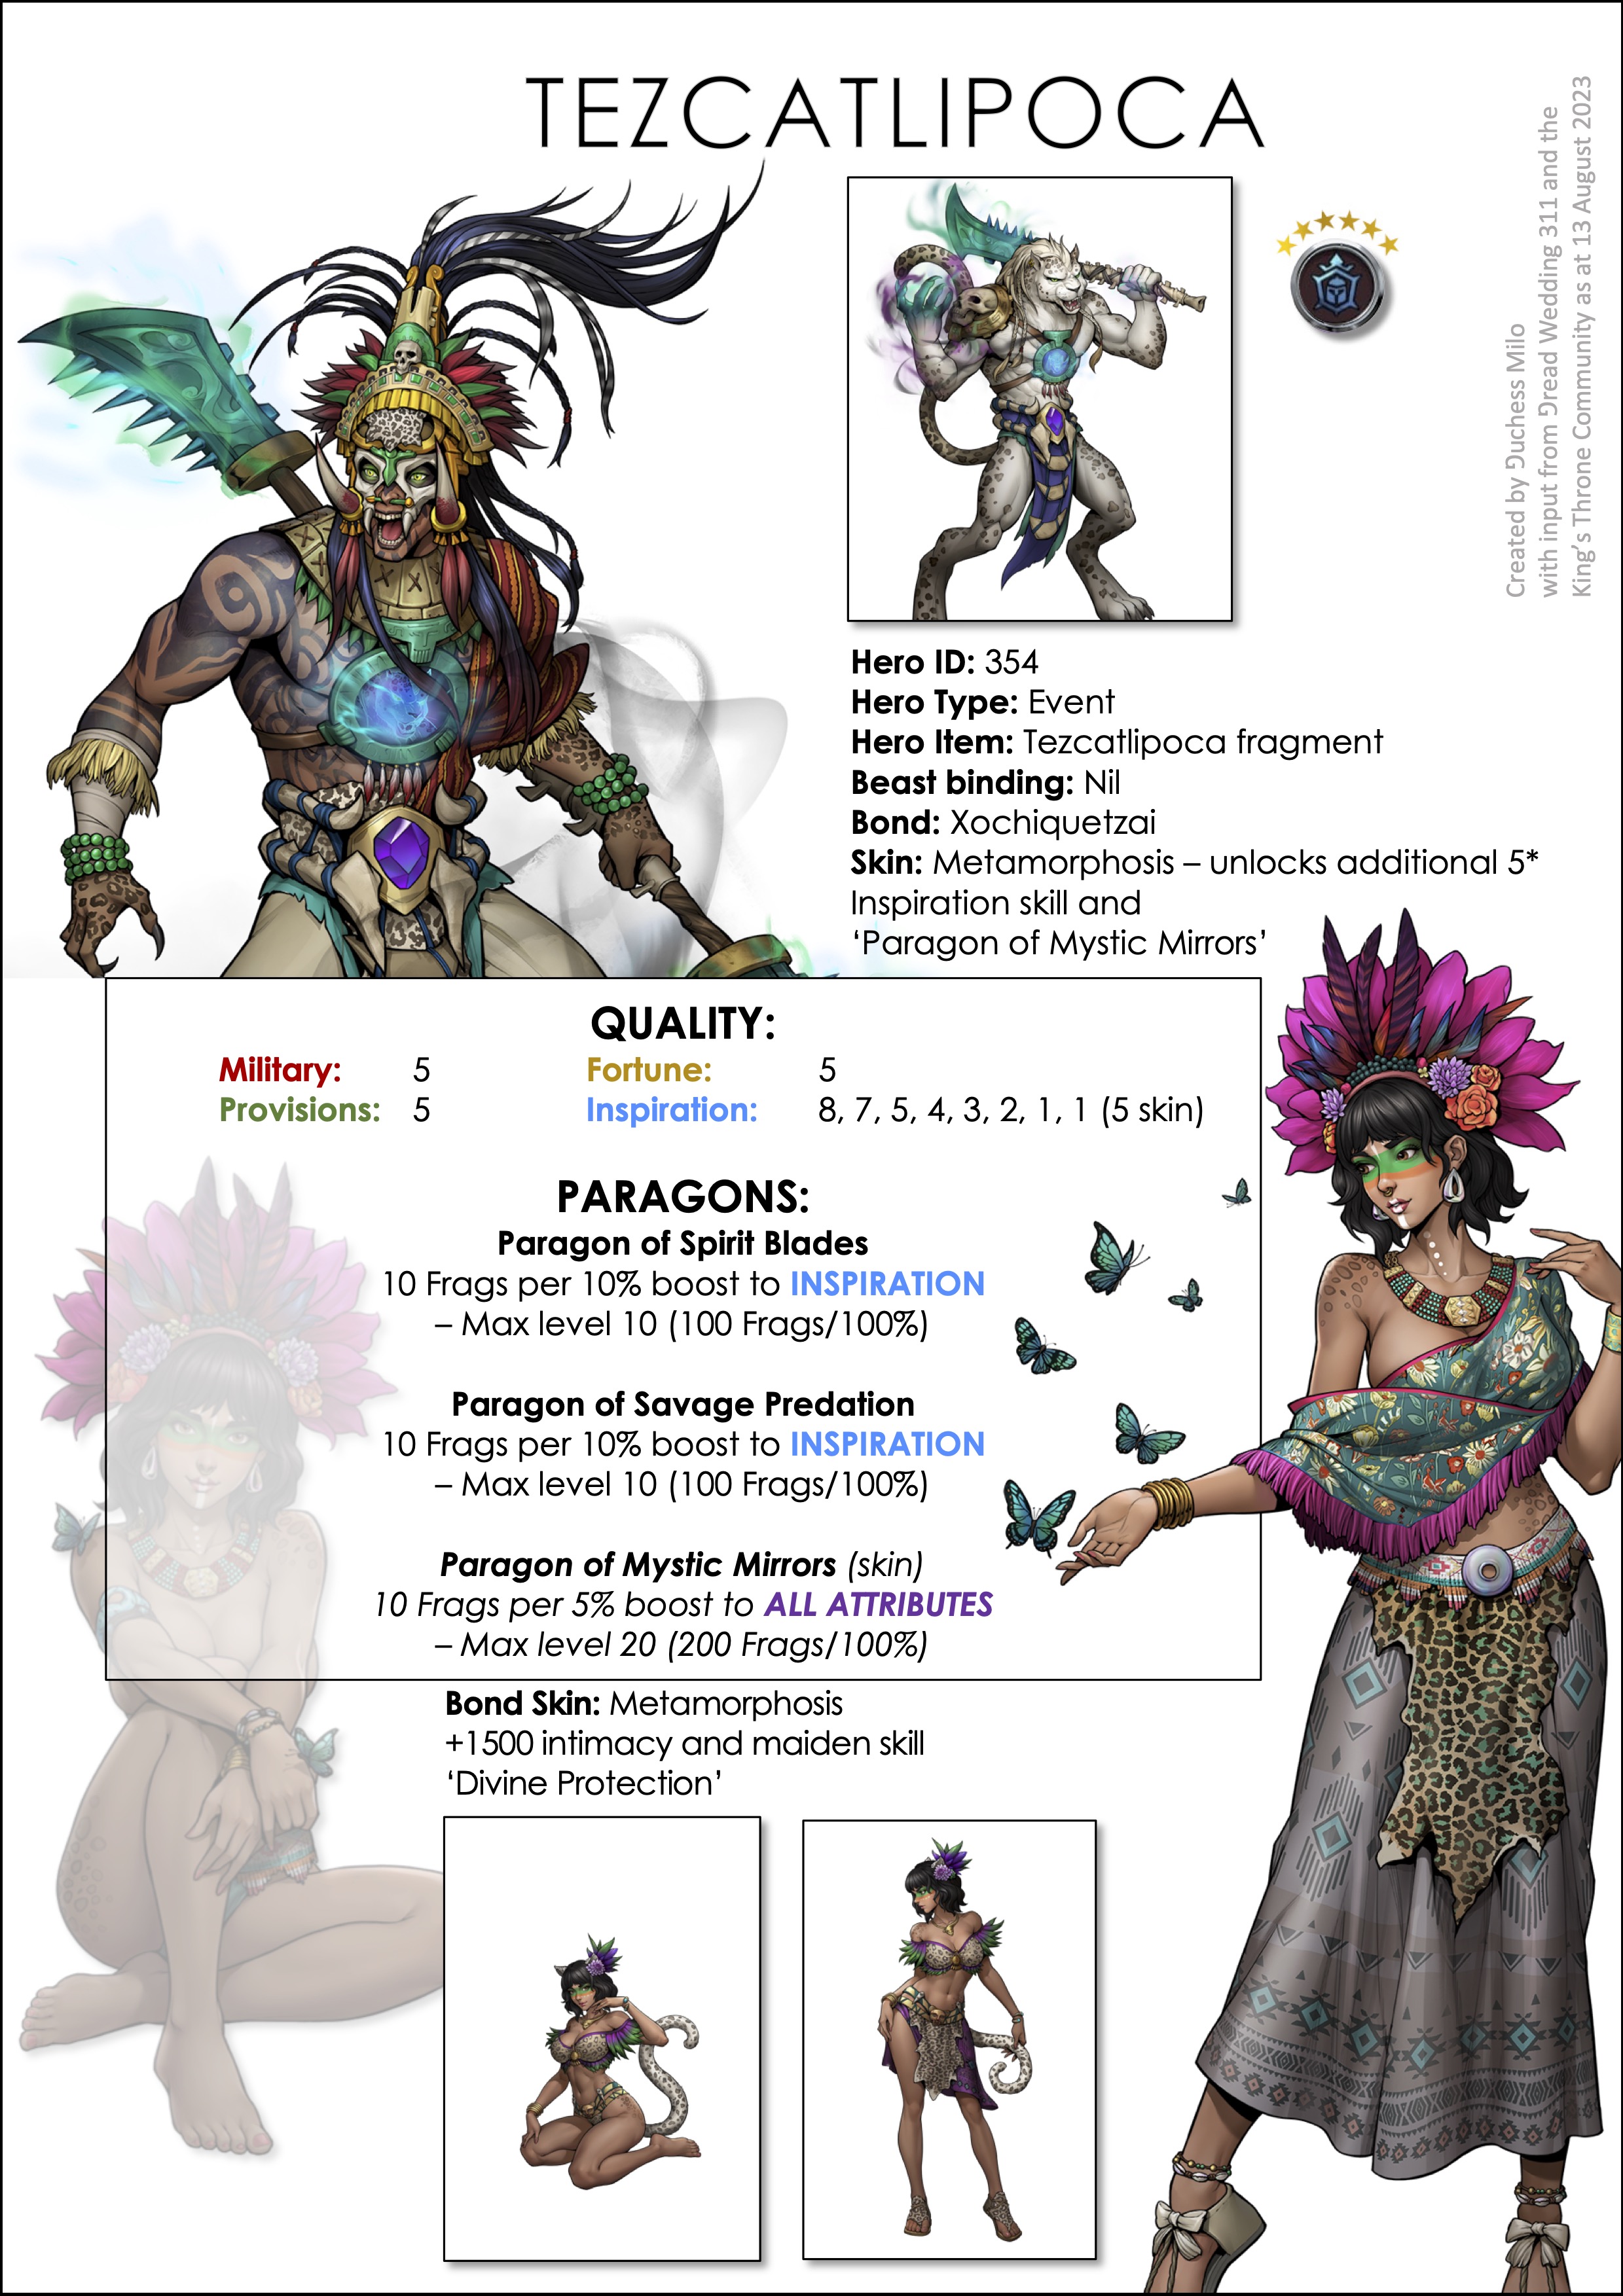 TEZCATLIPOCA
Created by Duchess Milo
with input from Dread Wedding 311 and the
King's Throne Community as at 13 August 2023
Hero ID: 354
Hero Type: Event
Hero Item: Tezcatlipoca fragment
Beast binding: Nil
Bond: Xochiquetzai
Skin: Metamorphosis – unlocks additional 5*
Inspiration skill and
‘Paragon of Mystic Mirrors’
QUALITY:
Military: 5 Fortune: 5
Provisions: 5 Inspiration: 8, 7, 5, 4, 3, 2, 1, 1 (5 skin)
PARAGONS:
Paragon of Spirit Blades
10 Frags per 10% boost to INSPIRATION
– Max level 10 (100 Frags/100%)
Paragon of Savage Predation
10 Frags per 10% boost to INSPIRATION
– Max level 10 (100 Frags/100%)
Paragon of Mystic Mirrors (skin)
10 Frags per 5% boost to ALL ATTRIBUTES
– Max level 20 (200 Frags/100%)
Bond Skin: Metamorphosis
+1500 intimacy and maiden skill
‘Divine Protection’